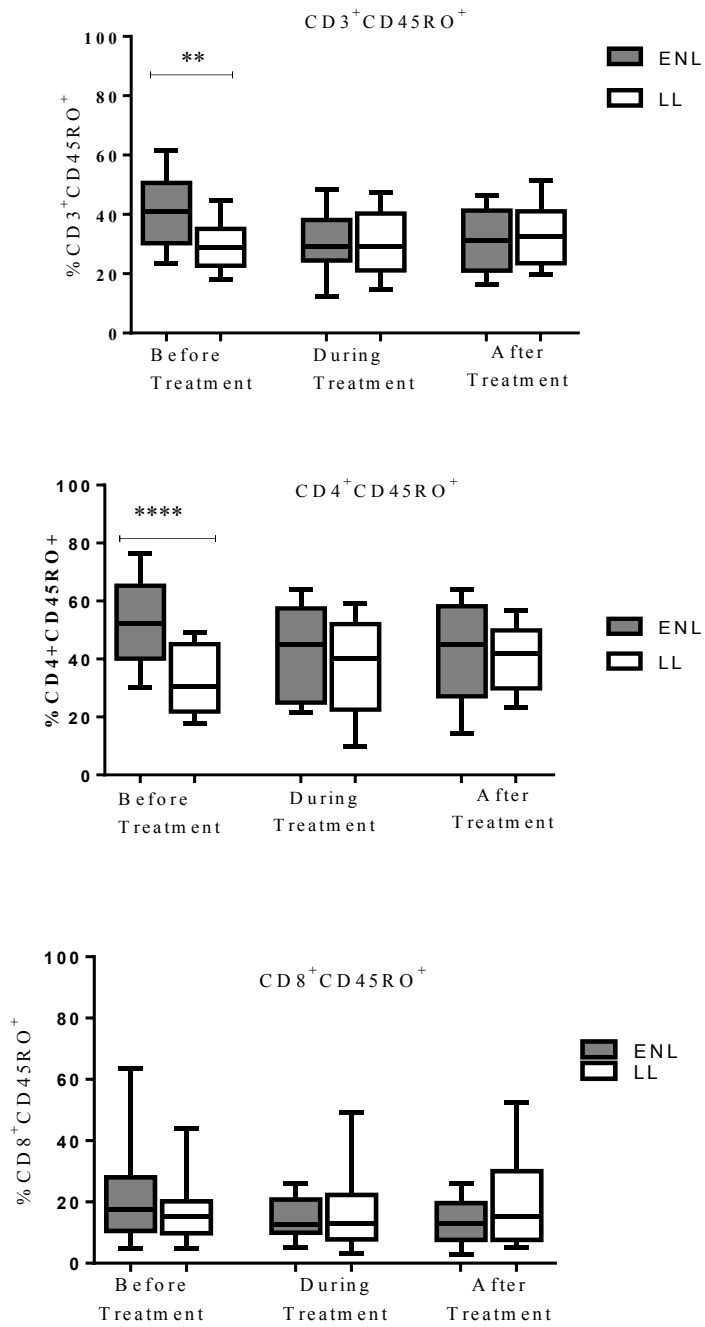 CD3+CD45RO+
100
80
60
40
20
0
%CD3+CD45RO+
**
ENL
LL
Before During After
Treatment Treatment Treatment
CD4+CD45RO+
100
80
60
40
20
0
%CD4+CD45RO+
****
ENL
LL
Before During After
Treatment Treatment Treatment
CD8+CD45RO+
100
80
60
40
20
0
%CD8+CD45RO+
ENL
LL
Before During After
Treatment Treatment Treatment